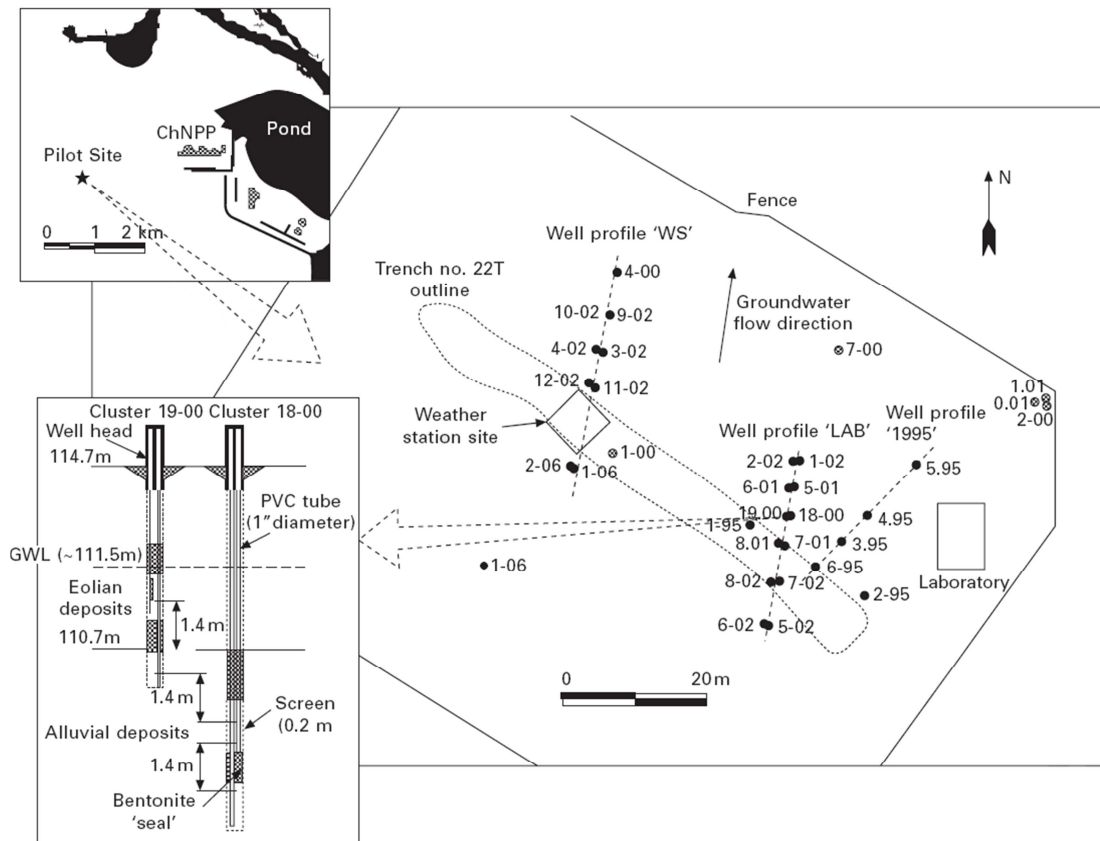 ChNPP
Pond
Pilot Site
0 1 2 km
N
Fence
Well profile 'WS'
4-00
Trench no. 22T
outline
10-02
9-02
Groundwater
flow direction
4-02
3-02
7-00
12-02
11-02
1.01
0.01
2-00
Weather
station site
Well profile
'1995'
Well profile 'LAB'
1-00
2-06
1-06
2-02
1-02
5.95
6-01
5-01
19.00
18-00
4.95
1-95
8.01
7-01
3.95
1-06
6-95
Laboratory
8-02
7-02
2-95
6-02
5-02
0 20 m
Cluster 19-00 Cluster 18-00
Well head
114.7m
PVC tube
(1" diameter)
GWL (~111.5m)
Eolian
deposits
1.4 m
110.7m
1.4 m
Screen
(0.2 m
Alluvial deposits
1.4 m
Bentonite
'seal'